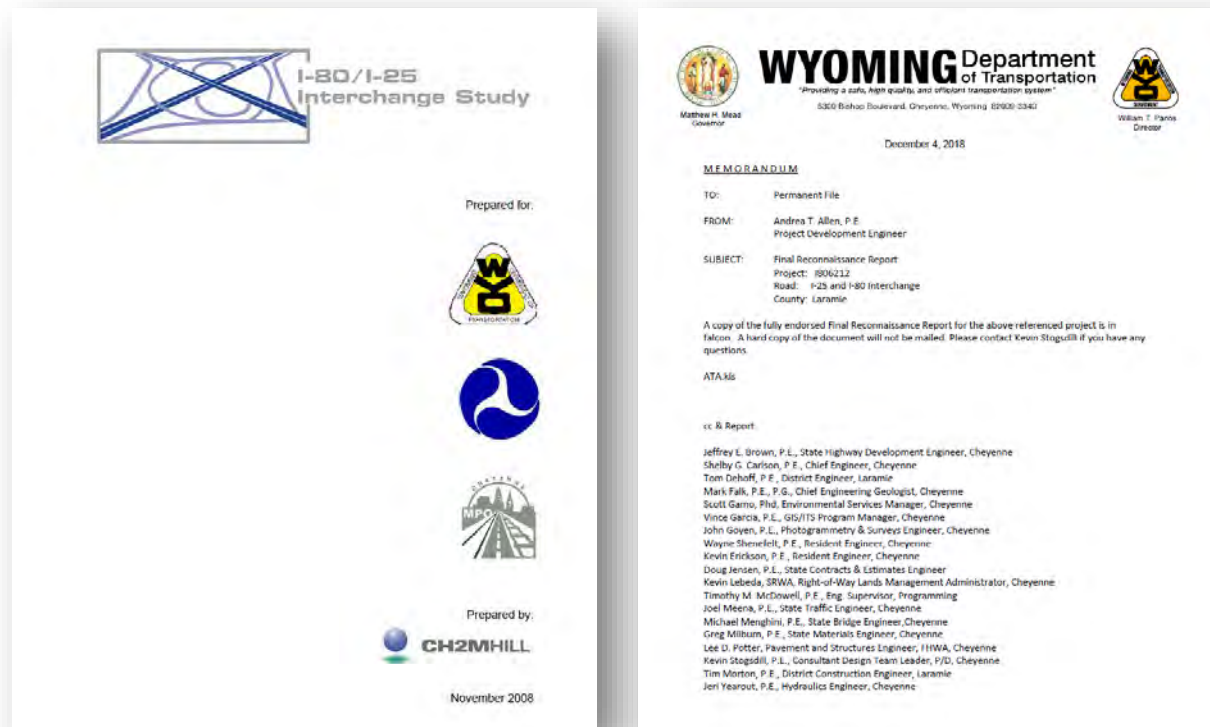 I-80/I-25
Interchange Study
Prepared for:
WYO
TRANSPORTATION
CHEYENNE
MPO
Prepared by:
CH2MHILL
November 2008
WYOMING Department
of Transportation
"Providing a safe, high quality, and efficient transportation system"
5300 Bishop Boulevard, Cheyenne, Wyoming 82009-3340
Matthew H. Mead
Governor
WYO
William T. Panos
Director
December 4, 2018
MEMORANDUM
TO: Permanent File
FROM: Andrea T. Allen, P.E.
Project Development Engineer
SUBJECT: Final Reconnaissance Report
Project: I806212
Road: I-25 and I-80 Interchange
County: Laramie
A copy of the fully endorsed Final Reconnaissance Report for the above referenced project is in
falcon. A hard copy of the document will not be mailed. Please contact Kevin Stogsdill if you have any
questions.
ATA:kls
cc & Report
Jeffrey E. Brown, P.E., State Highway Development Engineer, Cheyenne
Shelby G. Carlson, P.E., Chief Engineer, Cheyenne
Tom Dehoff, P.E., District Engineer, Laramie
Mark Falk, P.E., P.G., Chief Engineering Geologist, Cheyenne
Scott Gamo, Phd, Environmental Services Manager, Cheyenne
Vince Garcia, P.E., GIS/ITS Program Manager, Cheyenne
John Goyen, P.E., Photogrammetry & Surveys Engineer, Cheyenne
Wayne Shenefelt, P.E., Resident Engineer, Cheyenne
Kevin Erickson, P.E., Resident Engineer, Cheyenne
Doug Jensen, P.E., State Contracts & Estimates Engineer
Kevin Lebeda, SRWA, Right-of-Way Lands Management Administrator, Cheyenne
Timothy M. McDowell, P.E., Eng. Supervisor, Programming
Joel Meena, P.E., State Traffic Engineer, Cheyenne
Michael Menghini, P.E., State Bridge Engineer,Cheyenne
Greg Milburn, P.E., State Materials Engineer, Cheyenne
Lee D. Potter, Pavement and Structures Engineer, FHWA, Cheyenne
Kevin Stogsdill, P.E., Consultant Design Team Leader, P/D, Cheyenne
Tim Morton, P.E., District Construction Engineer, Laramie
Jeri Yearout, P.E., Hydraulics Engineer, Cheyenne